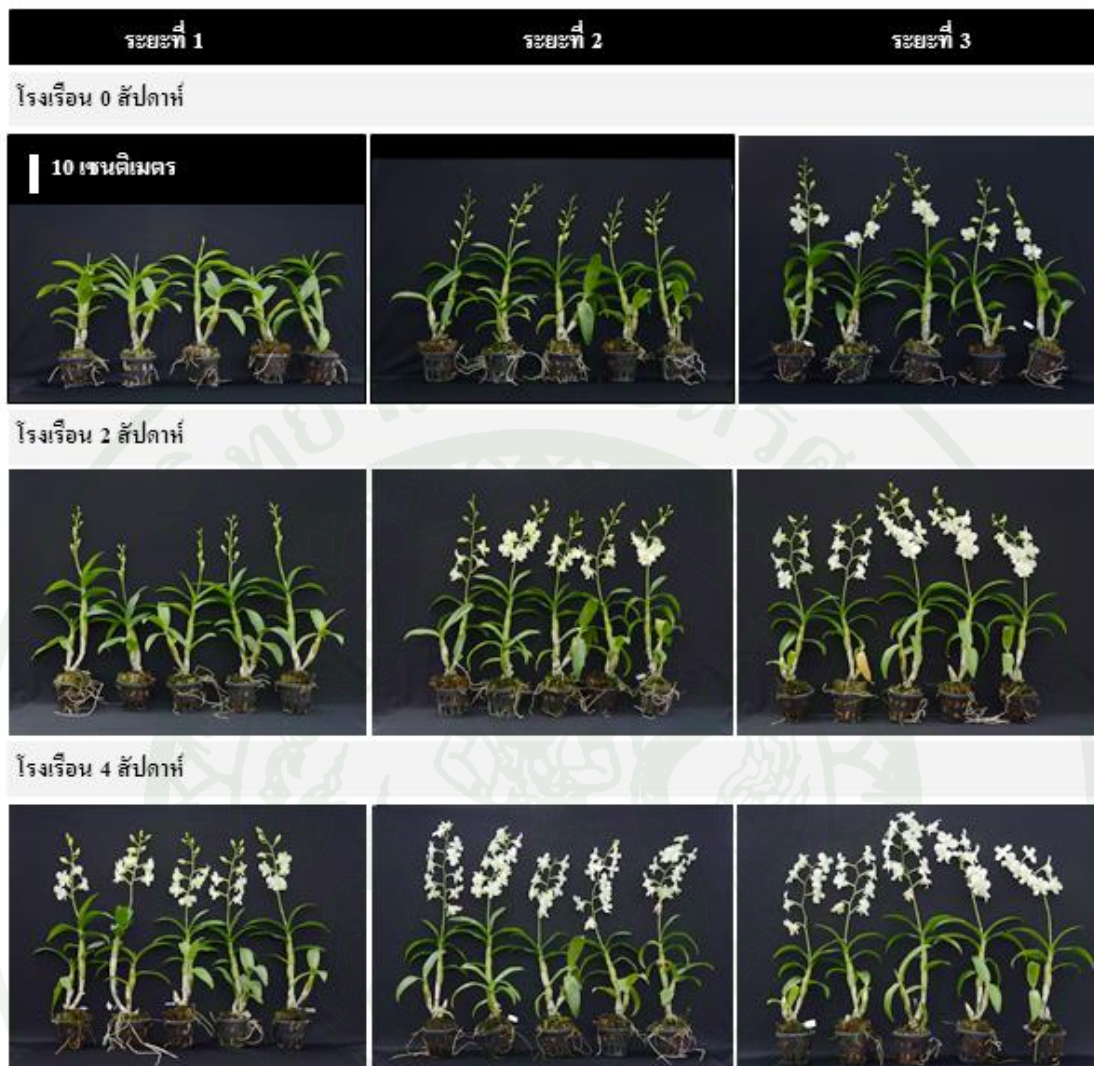 ระยะที่ 1 ระยะที่ 2 ระยะที่ 3
โรงเรือน 0 สัปดาห์
10 เซนติเมตร
โรงเรือน 2 สัปดาห์
โรงเรือน 4 สัปดาห์